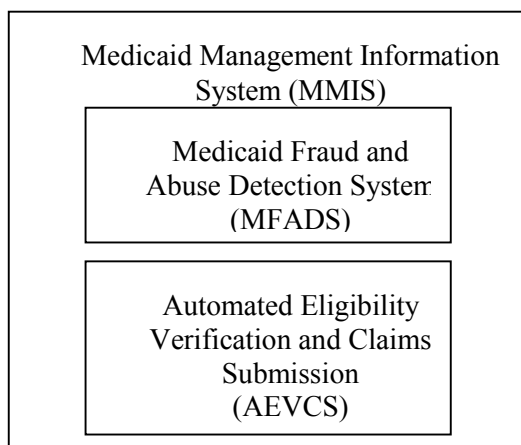 Medicaid Management Information
System (MMIS)
Medicaid Fraud and
Abuse Detection System
(MFADS)
Automated Eligibility
Verification and Claims
Submission
(AEVCS)